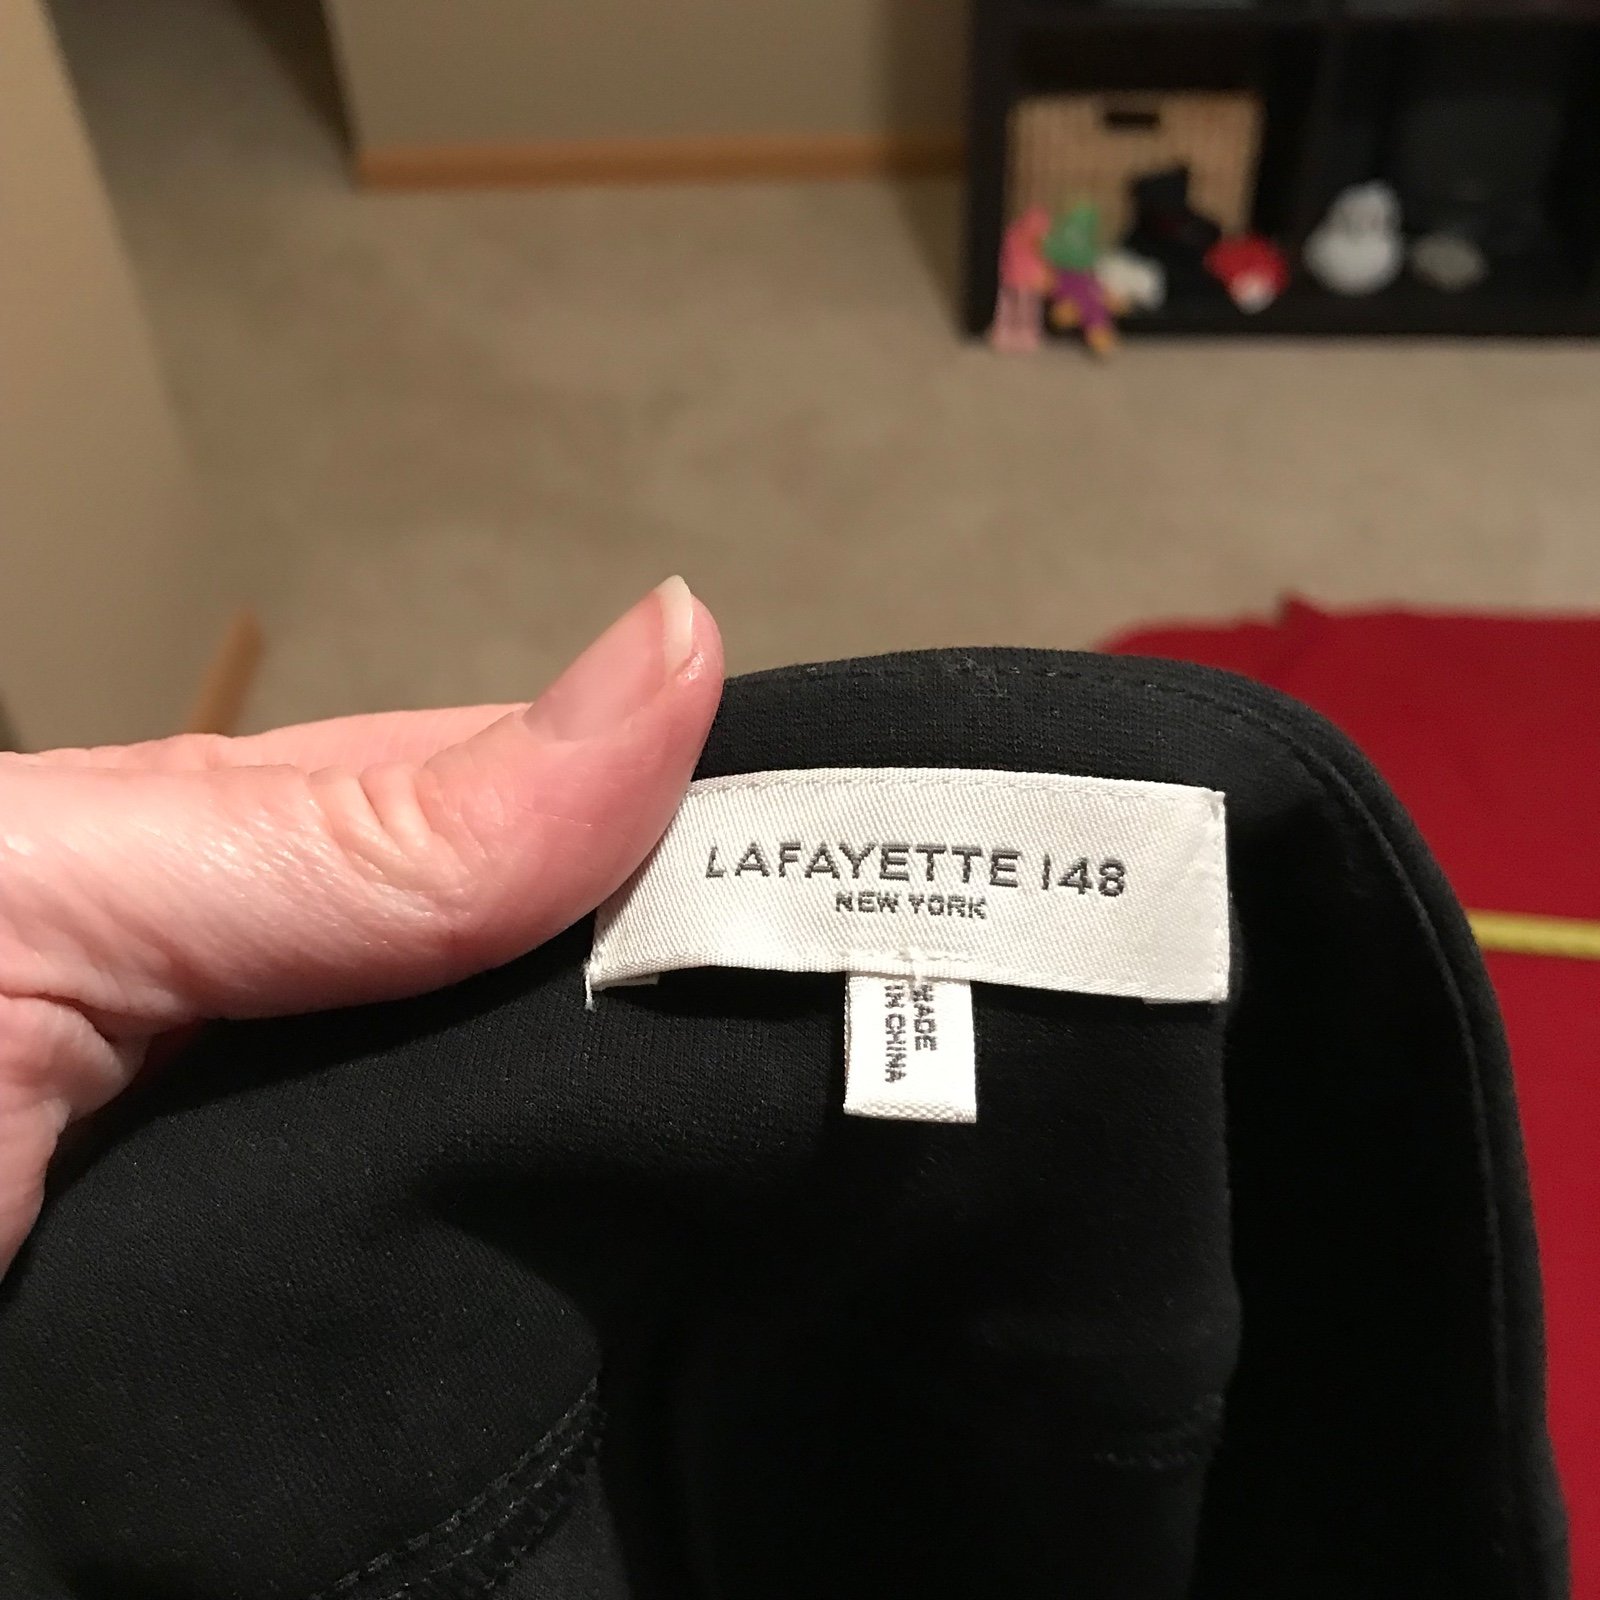 LAFAYETTE 148
NEW YORK
MADE
IN CHINA